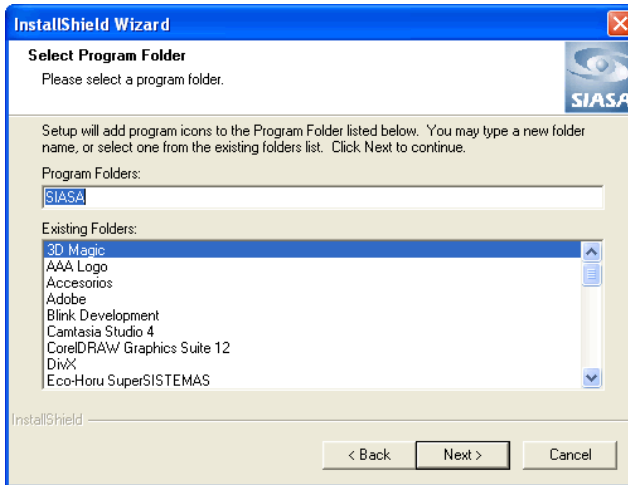 InstallShield Wizard
Select Program Folder
Please select a program folder.
SIASA
Setup will add program icons to the Program Folder listed below. You may type a new folder
name, or select one from the existing folders list. Click Next to continue.
Program Folders:
SIASA
Existing Folders:
3D Magic
AAA Logo
Accesorios
Adobe
Blink Development
Camtasia Studio 4
CorelDRAW Graphics Suite 12
DivX
Eco-Horu SuperSISTEMAS
InstallShield
< Back Next > Cancel